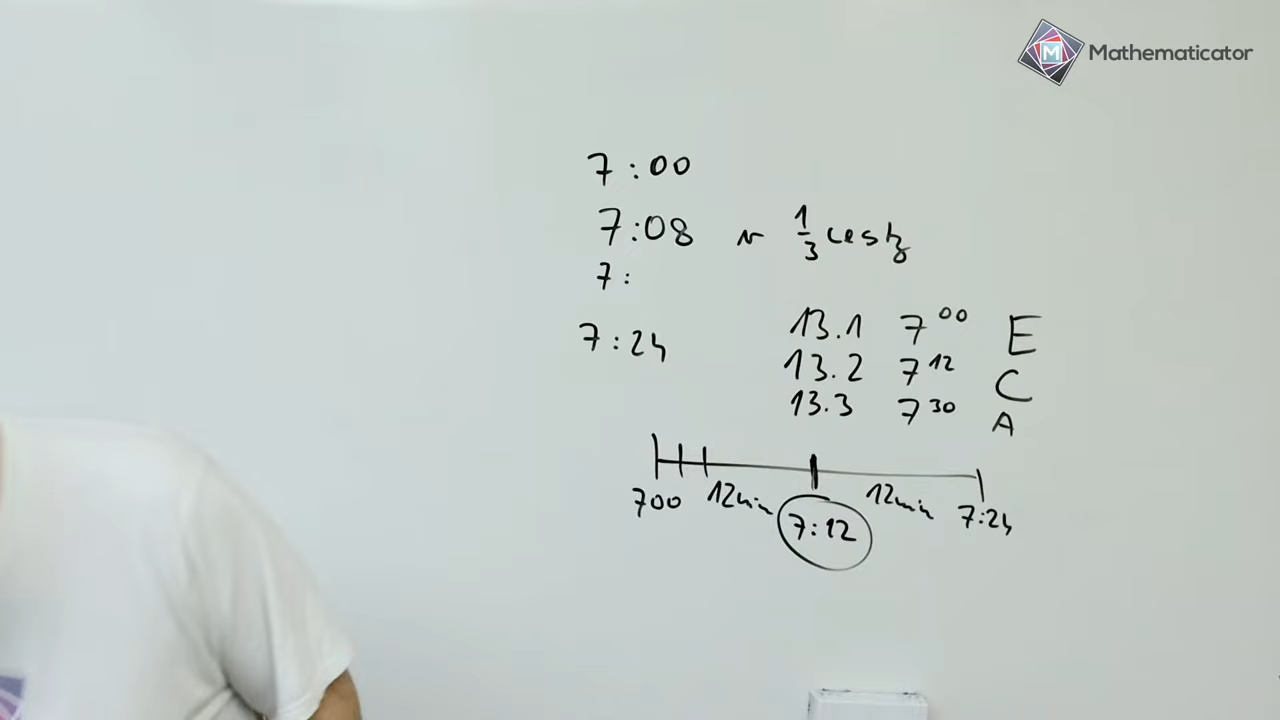 M Mathematicator
7:00
7:08 v 1/3 cesty
7:
7:24
13.1 7⁰⁰ E
13.2 7¹² C
13.3 7³⁰ A
700 12min 7:12 12min 7:24